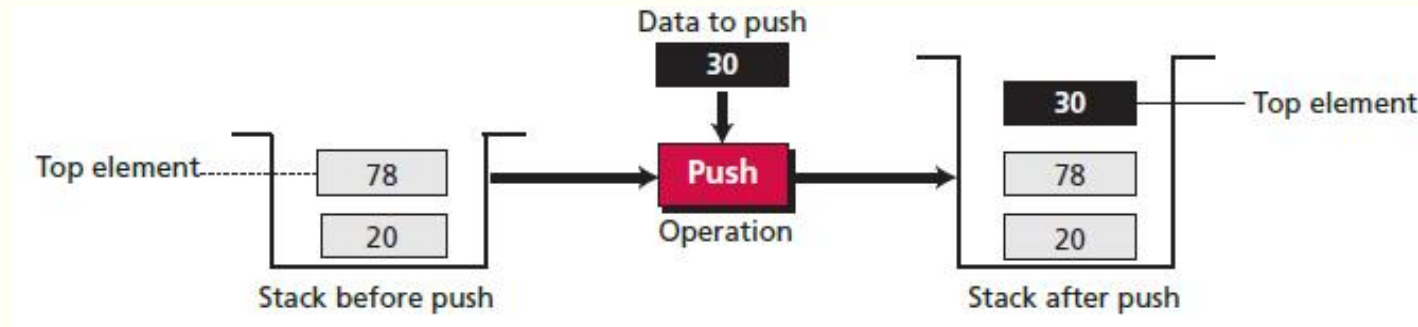 Data to push
30
30
Top element
Top element
78
Push
78
20
Operation
20
Stack before push
Stack after push